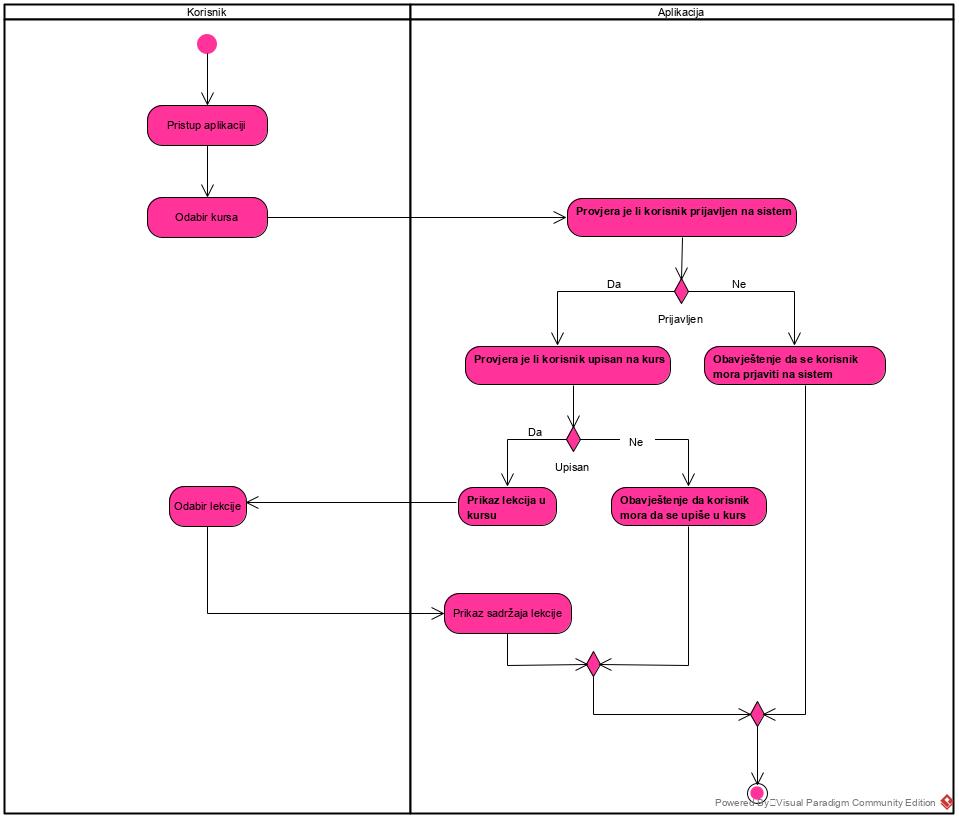 Korisnik
Aplikacija
Pristup aplikaciji
Odabir kursa
Provjera je li korisnik prijavljen na sistem
Da
Ne
Prijavljen
Provjera je li korisnik upisan na kurs
Obavještenje da se korisnik
mora prjaviti na sistem
Da
Ne
Upisan
Odabir lekcije
Prikaz lekcija u
kursu
Obavještenje da korisnik
mora da se upiše u kurs
Prikaz sadržaja lekcije
Powered By Visual Paradigm Community Edition